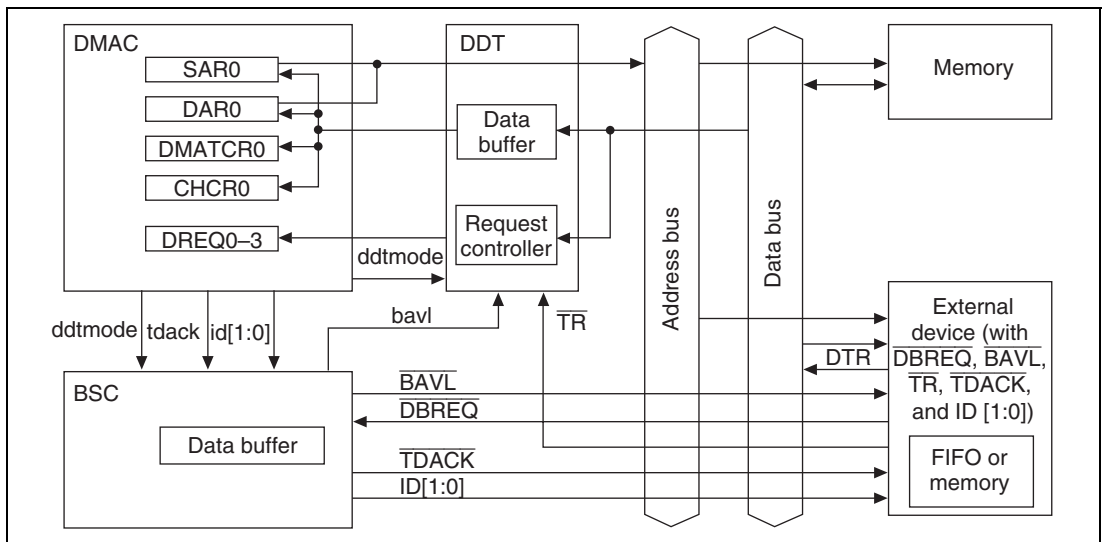 DMAC
SAR0
DAR0
DMATCR0
CHCR0
DREQ0–3
DDT
Data
buffer
Request
controller
ddtmode
Address bus
Data bus
Memory
ddtmode
tdack
id[1:0]
bavl
TR
BSC
Data buffer
BAVL
DBREQ
TDACK
ID[1:0]
DTR
External
device (with
DBREQ, BAVL,
TR, TDACK,
and ID [1:0])
FIFO or
memory